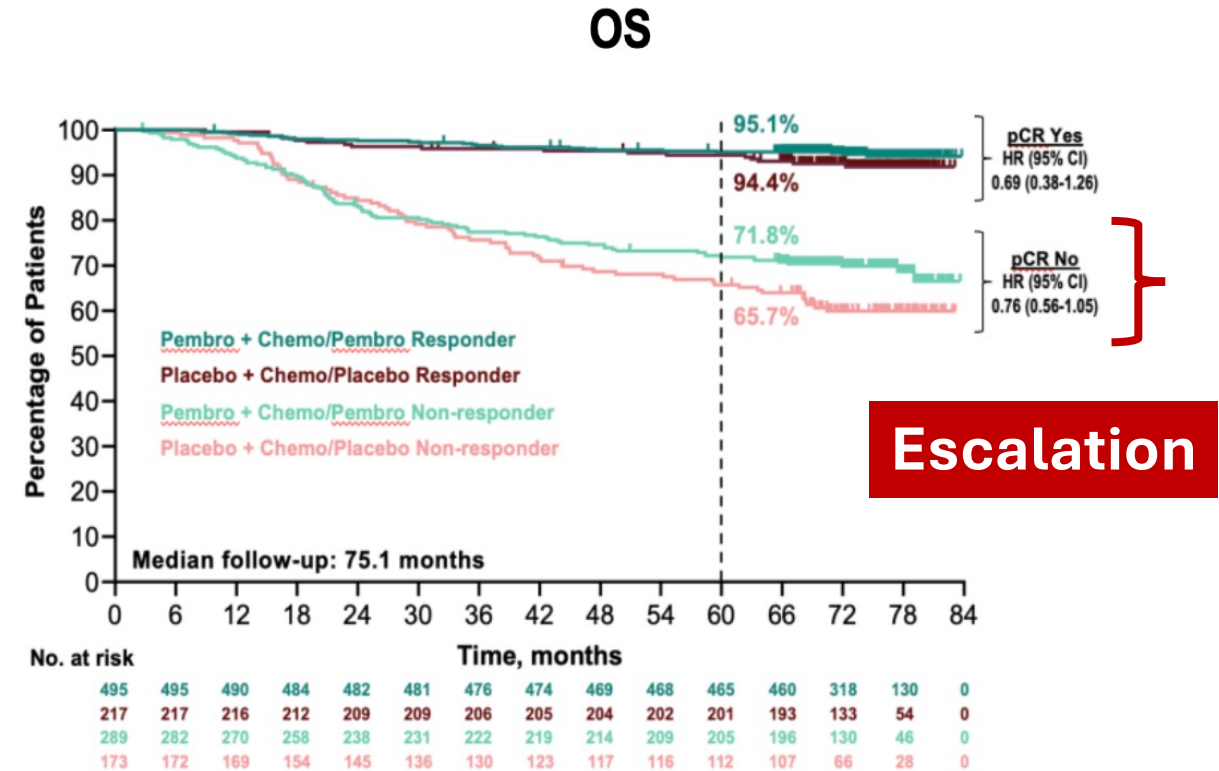 OS
Percentage of Patients
100
90
80
70
60
50
40
30
20
10
0
95.1%
94.4%
71.8%
65.7%
pCR Yes
HR (95% CI)
0.69 (0.38-1.26)
pCR No
HR (95% CI)
0.76 (0.56-1.05)
Pembro + Chemo/Pembro Responder
Placebo + Chemo/Placebo Responder
Pembro + Chemo/Pembro Non-responder
Placebo + Chemo/Placebo Non-responder
Escalation
Median follow-up: 75.1 months
0 6 12 18 24 30 36 42 48 54 60 66 72 78 84
Time, months
No. at risk
495 495 490 484 482 481 476 474 469 468 465 460 318 130 0
217 217 216 212 209 209 206 205 204 202 201 193 133 54 0
289 282 270 258 238 231 222 219 214 209 205 196 130 46 0
173 172 169 154 145 136 130 123 117 116 112 107 66 28 0